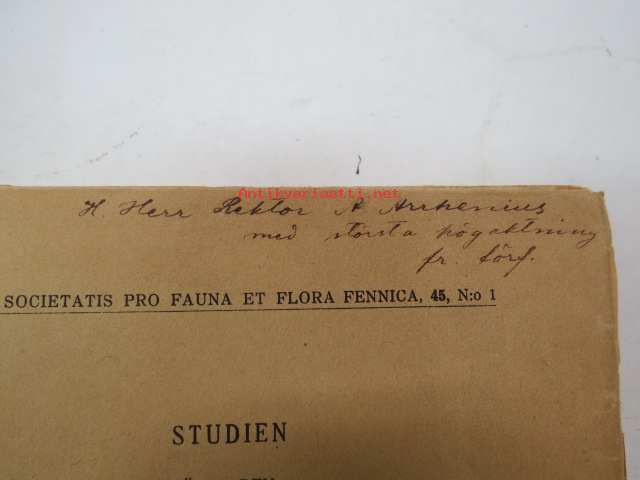 Antikvariaatti.net
H. Herr Rektor A. Arrhenius
med största högaktning
fr. förf.
SOCIETATIS PRO FAUNA ET FLORA FENNICA, 45, N:o 1
STUDIEN